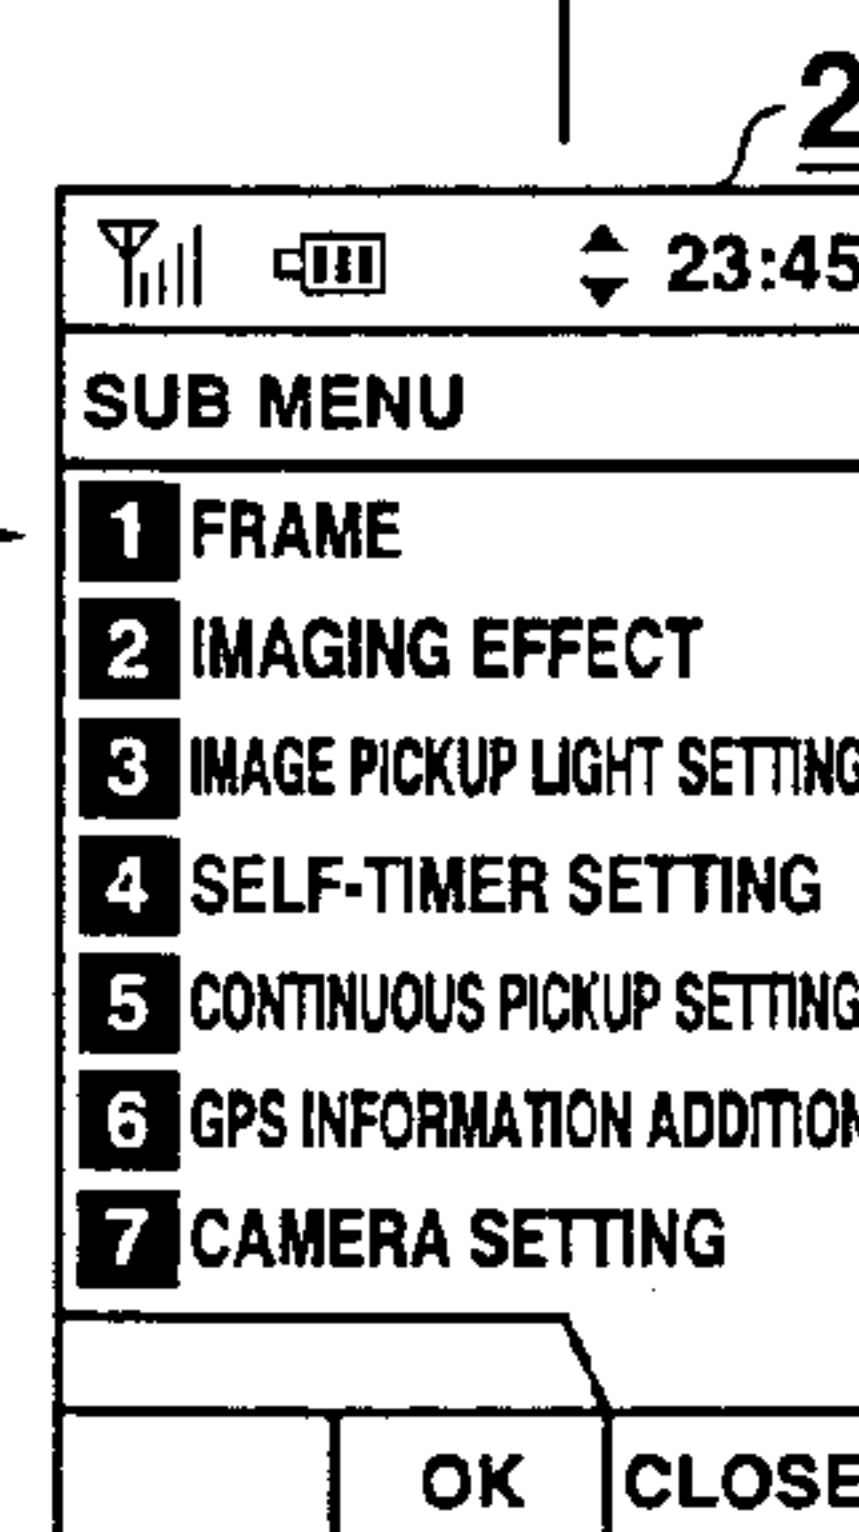 2
23:45
SUB MENU
1 FRAME
2 IMAGING EFFECT
3 IMAGE PICKUP LIGHT SETTING
4 SELF-TIMER SETTING
5 CONTINUOUS PICKUP SETTING
6 GPS INFORMATION ADDITION
7 CAMERA SETTING
OK CLOSE